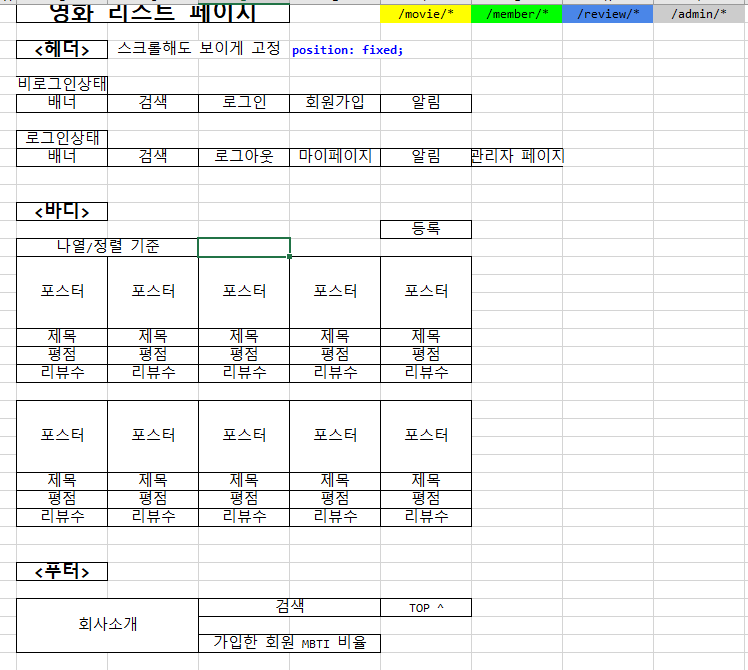 영화 리스트 페이지 /movie/* /member/* /review/* /admin/*
<헤더> 스크롤해도 보이게 고정 position: fixed;
비로그인상태
배너 검색 로그인 회원가입 알림
로그인상태
배너 검색 로그아웃 마이페이지 알림 관리자 페이지
<바디>
등록
나열/정렬 기준
포스터 포스터 포스터 포스터 포스터
제목 제목 제목 제목 제목
평점 평점 평점 평점 평점
리뷰수 리뷰수 리뷰수 리뷰수 리뷰수
포스터 포스터 포스터 포스터 포스터
제목 제목 제목 제목 제목
평점 평점 평점 평점 평점
리뷰수 리뷰수 리뷰수 리뷰수 리뷰수
<푸터>
검색 TOP ^
회사소개
가입한 회원 MBTI 비율